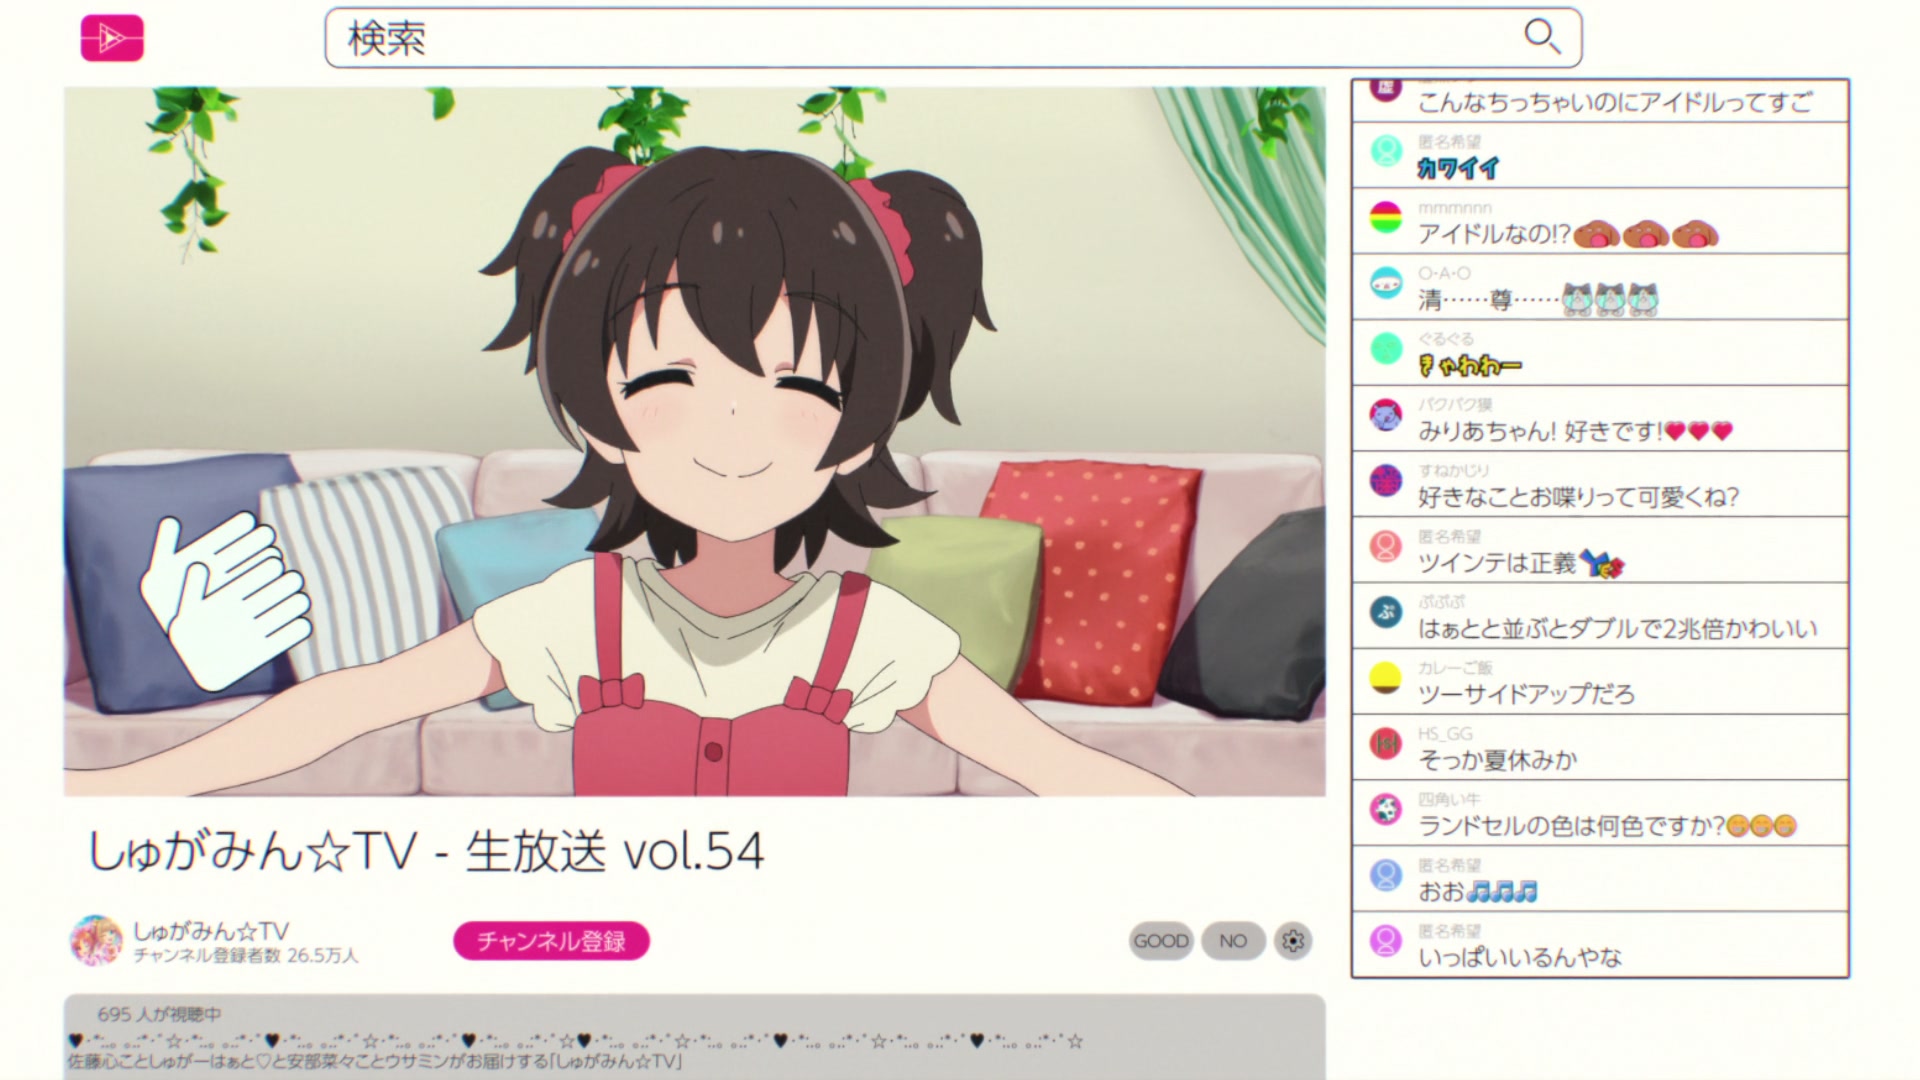 検索
こんなちっちゃいのにアイドルってすご
匿名希望
カワイイ
mmmnnn
アイドルなの!?
O・A・O
清……尊……
ぐるぐる
きゃわわー
パクパク獏
みりあちゃん! 好きです!♥♥♥
すねかじり
好きなことお喋りって可愛くね?
匿名希望
ツインテは正義
ぷ
ぷぷぷ
はぁとと並ぶとダブルで2兆倍かわいい
カレーご飯
ツーサイドアップだろ
HS_GG
そっか夏休みか
四角い牛
ランドセルの色は何色ですか?
匿名希望
おお🎵🎵🎵
匿名希望
いっぱいいるんやな
しゅがみん☆TV - 生放送 vol.54
しゅがみん☆TV
チャンネル登録者数 26.5万人
チャンネル登録
GOOD
NO
695 人が視聴中
佐藤心ことしゅがーはぁと♡と安部菜々ことウサミンがお届けする「しゅがみん☆TV」